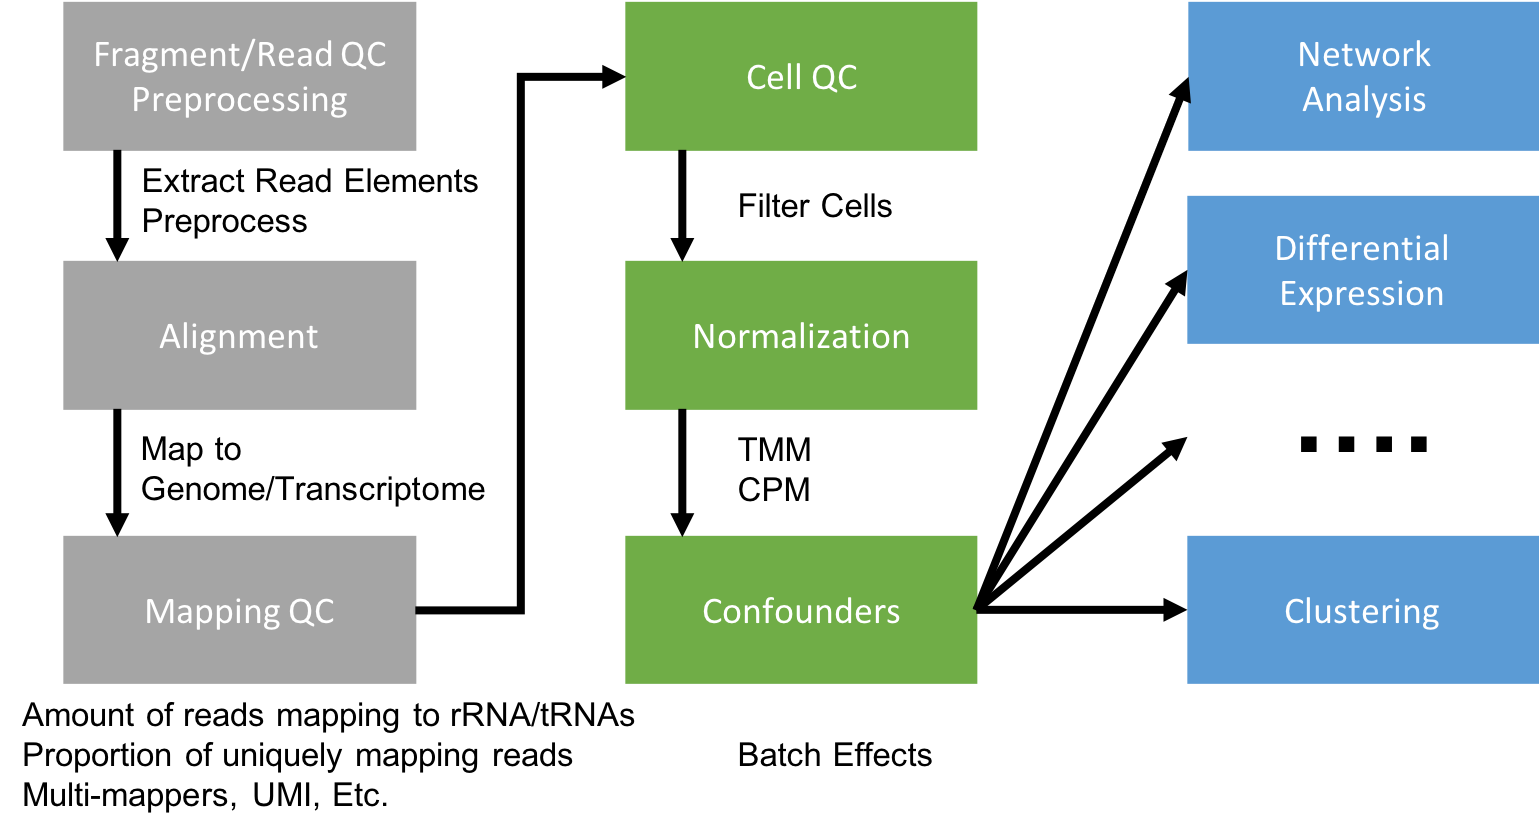 Fragment/Read QC
Preprocessing
Extract Read Elements
Preprocess
Alignment
Map to
Genome/Transcriptome
Mapping QC
Amount of reads mapping to rRNA/tRNAs
Proportion of uniquely mapping reads
Multi-mappers, UMI, Etc.
Cell QC
Filter Cells
Normalization
TMM
CPM
Confounders
Batch Effects
Network
Analysis
Differential
Expression
....
Clustering